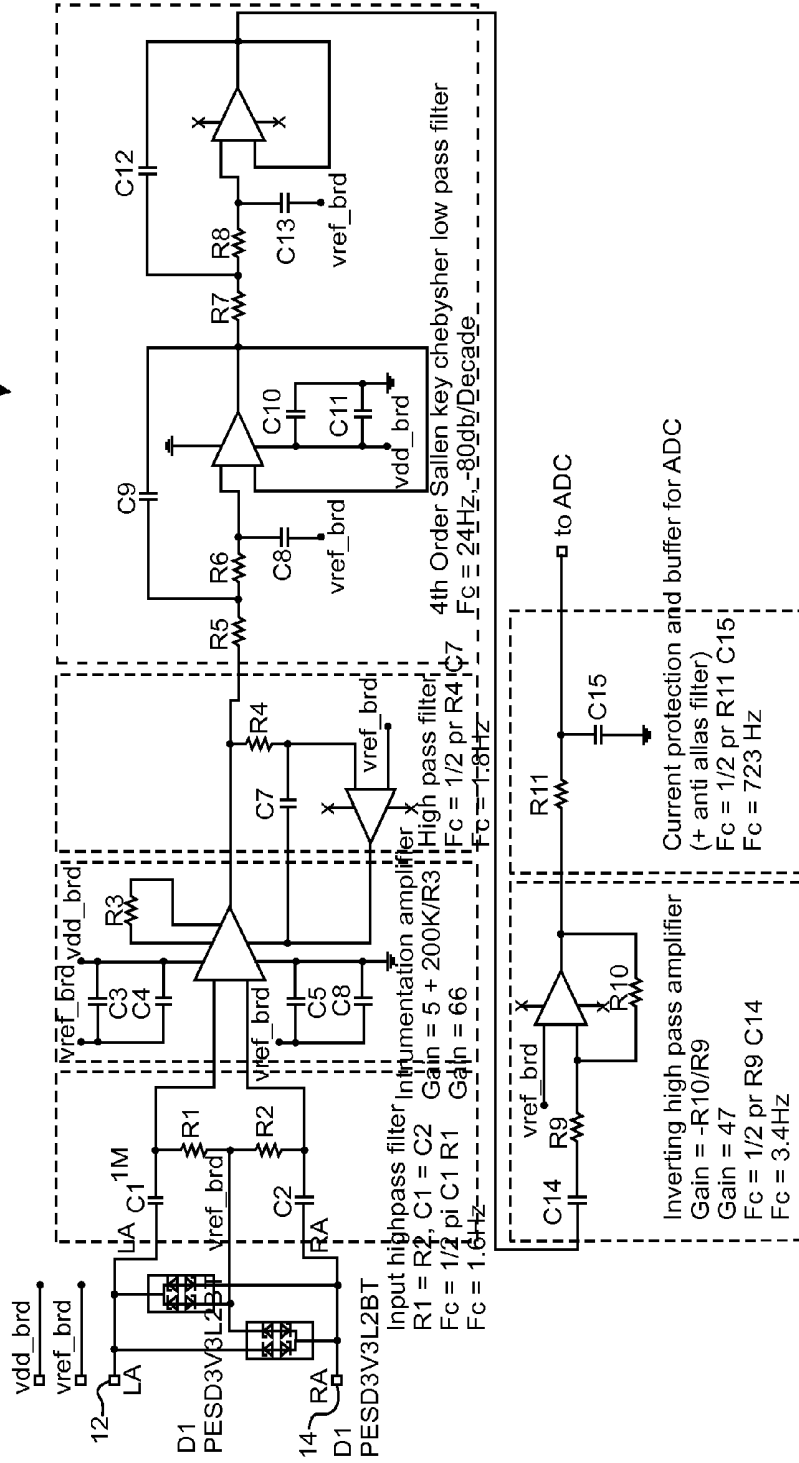 vdd_brd
vref_brd
12
LA
D1
PESD3V3L2BT
14
RA
D1
PESD3V3L2BT
LA
C1
1M
R1
vref_brd
R2
C2
RA
Input highpass filter
R1 = R2, C1 = C2
Fc = 1/2 pi C1 R1
Fc = 1.6Hz
vref_brd
vdd_brd
C3
C4
R3
vref_brd
C5
C8
Intrumentation amplifier
Gain = 5 + 200K/R3
Gain = 66
R4
C7
vref_brd
High pass filter
Fc = 1/2 pr R4 C7
Fc = 1.8Hz
R5
R6
C9
C8
vref_brd
C10
C11
vdd_brd
R7
R8
C12
C13
vref_brd
4th Order Sallen key chebysher low pass filter
Fc = 24Hz, -80db/Decade
C14
R9
vref_brd
R10
Inverting high pass amplifier
Gain = -R10/R9
Gain = 47
Fc = 1/2 pr R9 C14
Fc = 3.4Hz
R11
C15
to ADC
Current protection and buffer for ADC
(+ anti allas filter)
Fc = 1/2 pr R11 C15
Fc = 723 Hz